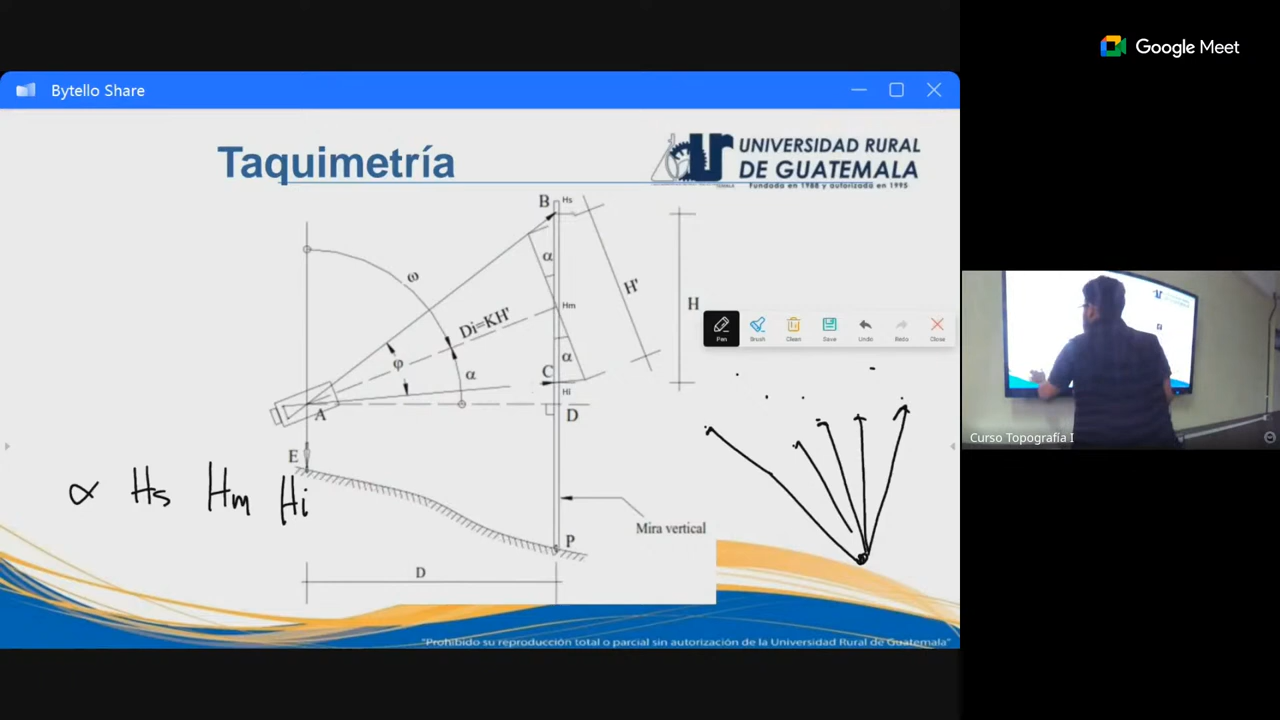 Google Meet
Bytello Share
Taquimetría
UNIVERSIDAD RURAL
DE GUATEMALA
Fundada en 1988 y autorizada en 1995
B
Hs
ω
α
H'
Di=KH'
Hm
H
φ
α
α
C
Hi
A
D
E
Pen
Brush
Clean
Save
Undo
Redo
Close
α Hs Hm Hi
Mira vertical
P
D
Curso Topografía I
"Prohibido su reproducción total o parcial sin autorización de la Universidad Rural de Guatemala"